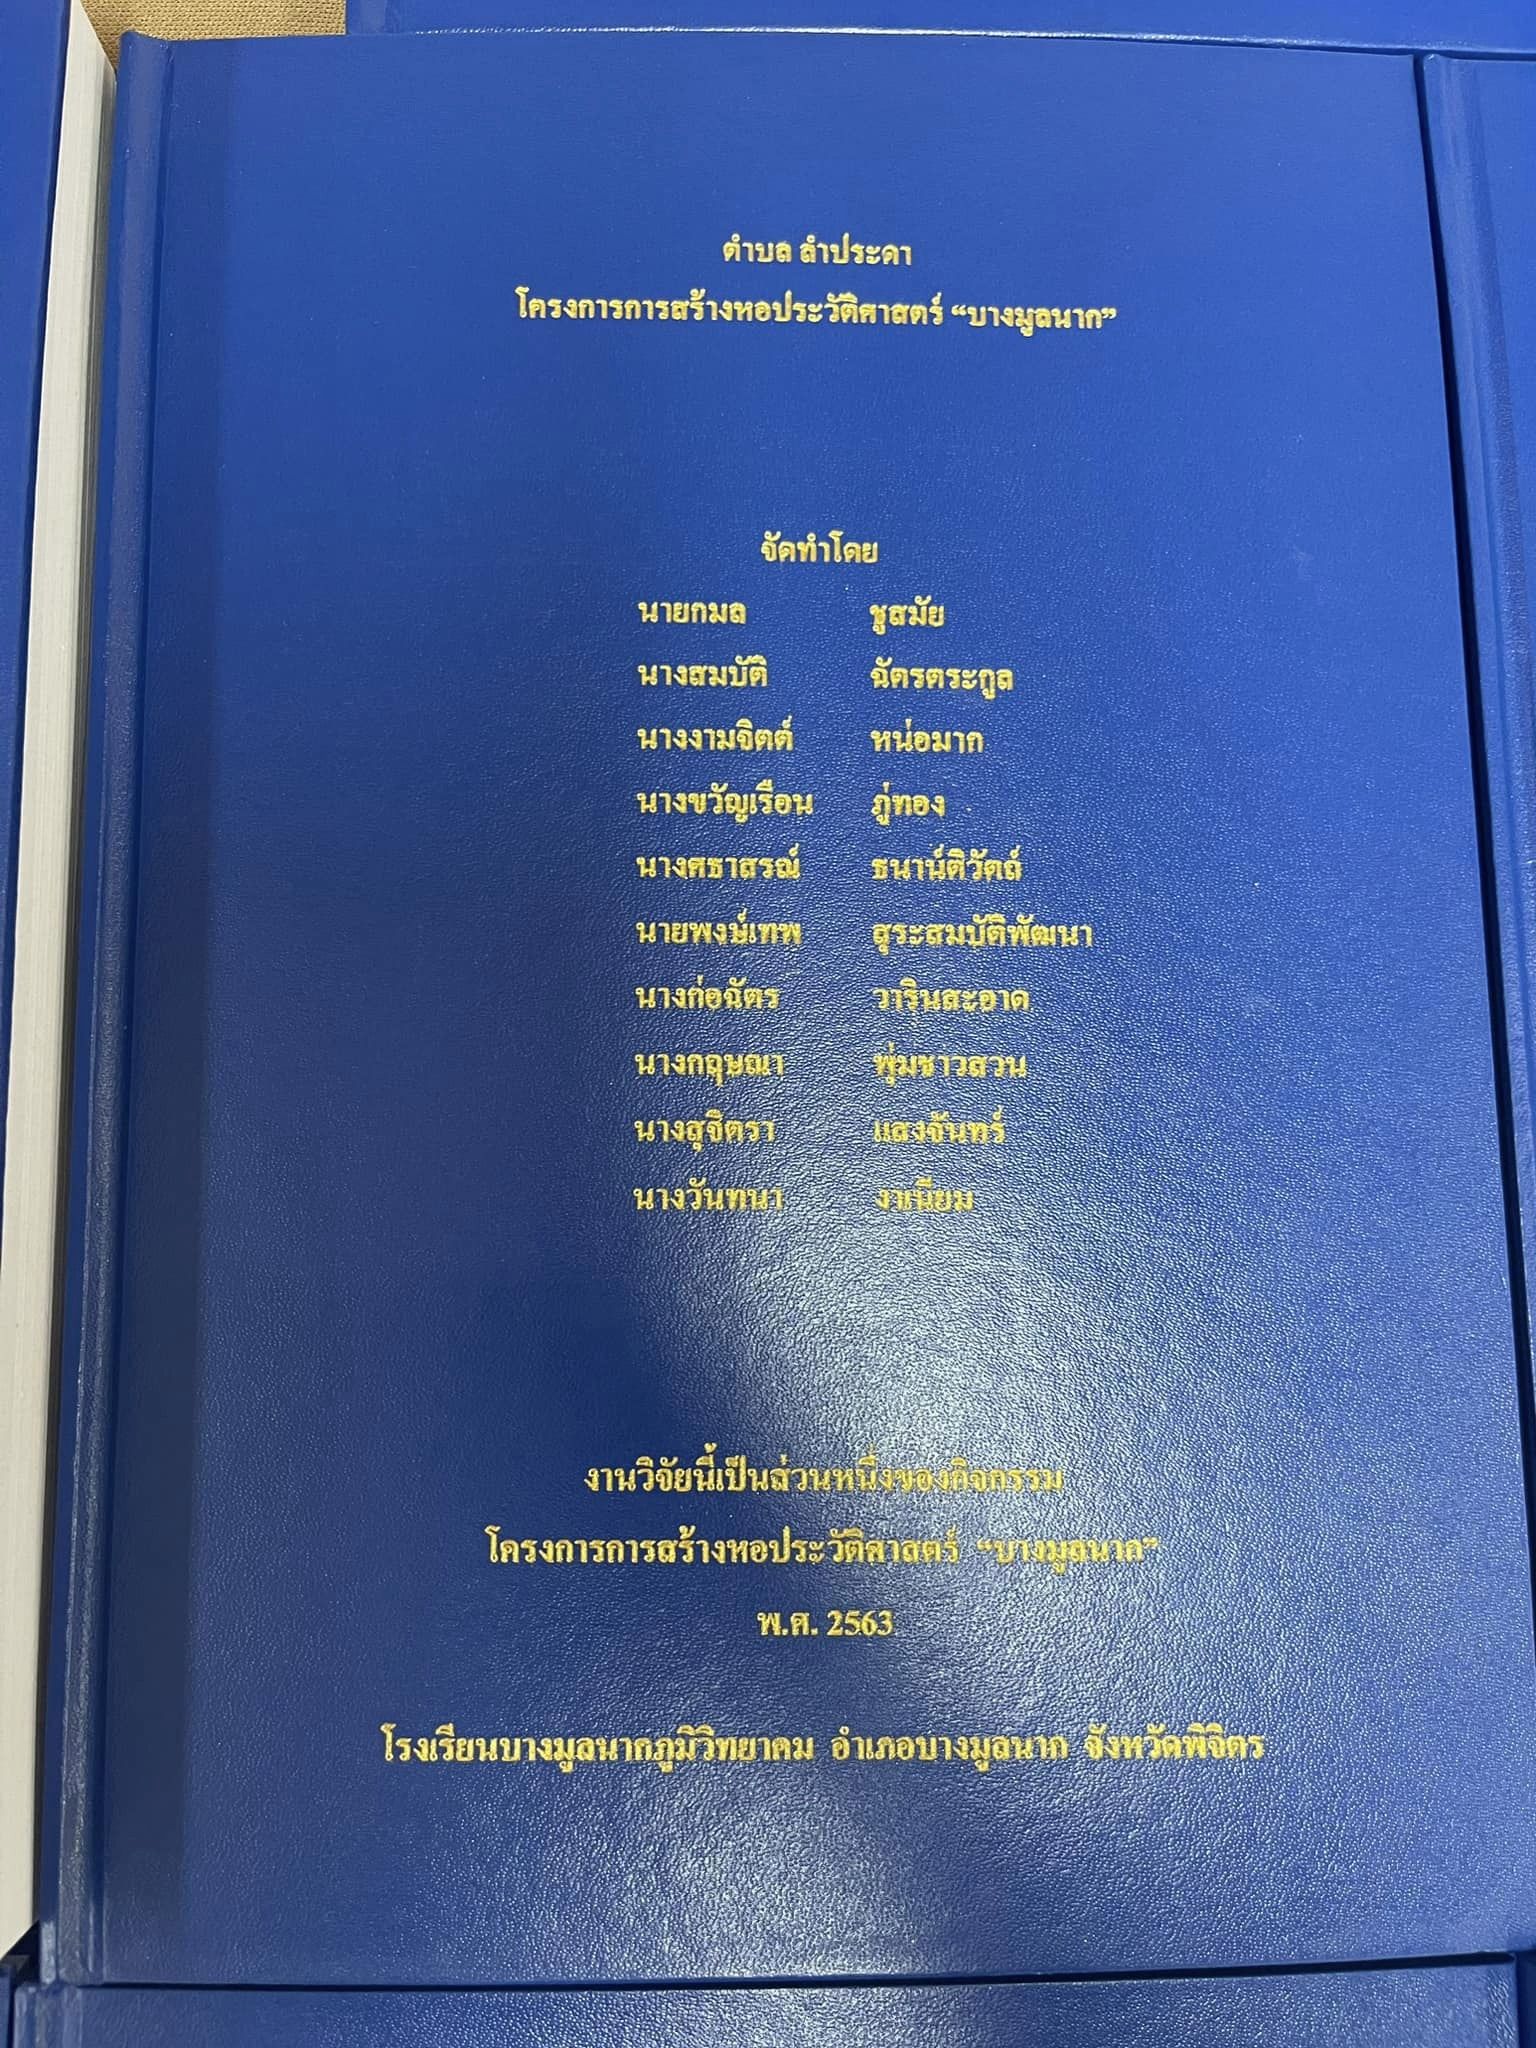 ตำบล ลำประดา
โครงการการสร้างหอประวัติศาสตร์ “บางมูลนาก”
จัดทำโดย
นายกมล ชูสมัย
นางสมบัติ ฉัตรตระกูล
นางงามจิตต์ หน่อมาก
นางขวัญเรือน ภู่ทอง
นางศธาสรณ์ ธนาน์ติวัตถ์
นายพงษ์เทพ สุระสมบัติพัฒนา
นางก่อฉัตร วารินสะอาด
นางกฤษณา พุ่มชาวสวน
นางสุจิตรา แสงจันทร์
นางวันทนา งามนิยม
งานวิจัยนี้เป็นส่วนหนึ่งของกิจกรรม
โครงการการสร้างหอประวัติศาสตร์ “บางมูลนาก”
พ.ศ. 2563
โรงเรียนบางมูลนากภูมิวิทยาคม อำเภอบางมูลนาก จังหวัดพิจิตร